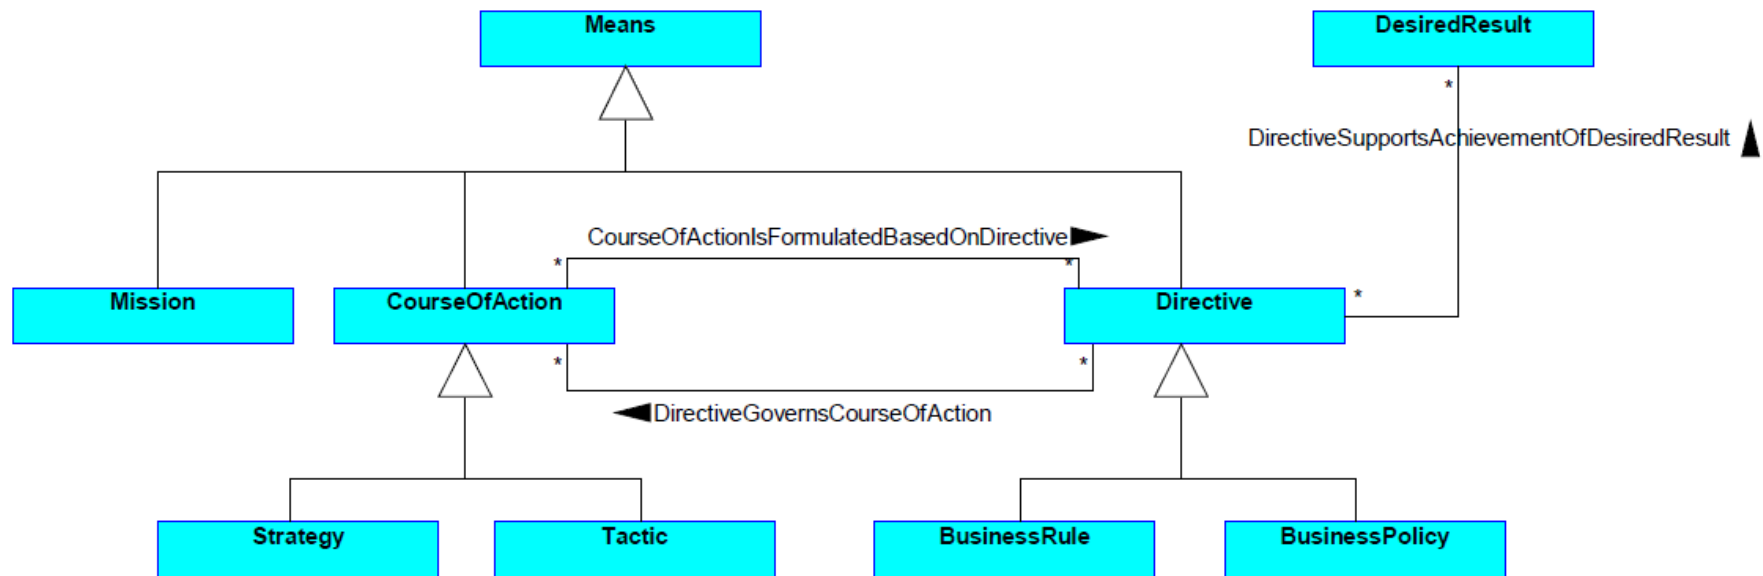 Means
DesiredResult
*
DirectiveSupportsAchievementOfDesiredResult
CourseOfActionIsFormulatedBasedOnDirective
* *
Mission
CourseOfAction
Directive
*
* *
DirectiveGovernsCourseOfAction
Strategy
Tactic
BusinessRule
BusinessPolicy